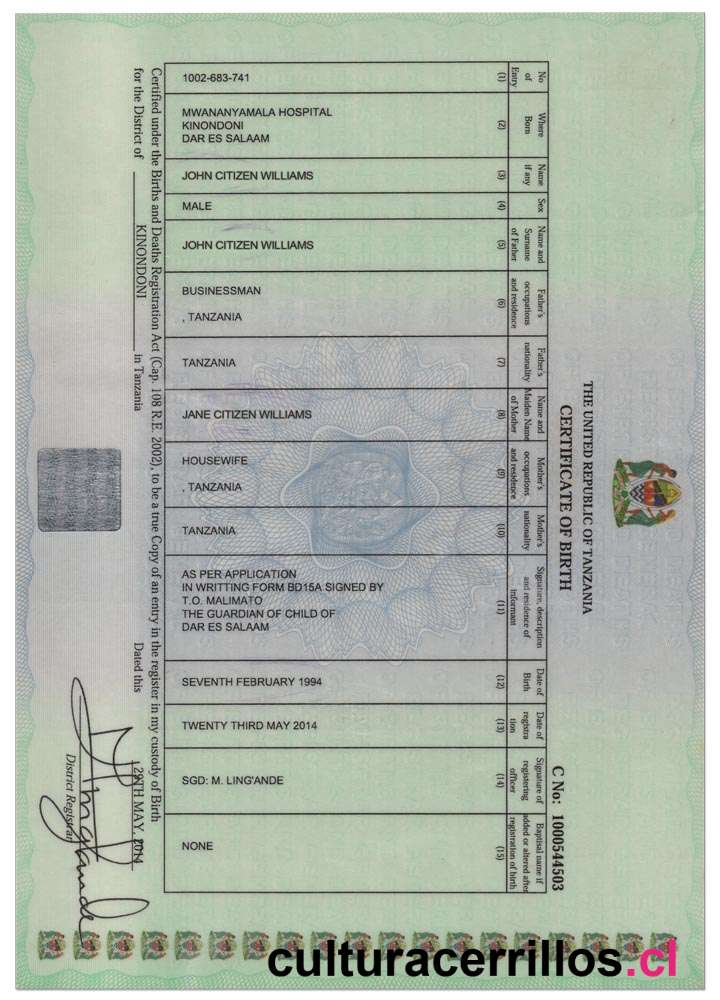 THE UNITED REPUBLIC OF TANZANIA
CERTIFICATE OF BIRTH
C No: 1000544503
No
of
Entry
(1)
1002-683-741
Where
Born
(2)
MWANANYAMALA HOSPITAL
KINONDONI
DAR ES SALAAM
Name
if any
(3)
JOHN CITIZEN WILLIAMS
Sex
(4)
MALE
Name and
Surname
of Father
(5)
JOHN CITIZEN WILLIAMS
Father's
occupations
and residence
(6)
BUSINESSMAN
, TANZANIA
Father's
nationality
(7)
TANZANIA
Name and
Maiden Name
of Mother
(8)
JANE CITIZEN WILLIAMS
Mother's
occupations
and residence
(9)
HOUSEWIFE
, TANZANIA
Mother's
nationality
(10)
TANZANIA
Signature, description
and residence of
informant
(11)
AS PER APPLICATION
IN WRITTING FORM BD15A SIGNED BY
T.O. MALIMATO
THE GUARDIAN OF CHILD OF
DAR ES SALAAM
Date of
Birth
(12)
SEVENTH FEBRUARY 1994
Date of
registra
tion
(13)
TWENTY THIRD MAY 2014
Signature of
registering
officer
(14)
SGD: M. LING'ANDE
Baptisal name if
added or altered after
registration of birth
(15)
NONE
Certified under the Births and Deaths Registration Act (Cap. 108 R.E. 2002), to be a true Copy of an entry in the register in my custody of Birth
for the District of KINONDONI in Tanzania Dated this MAY, 2014
District Registrar
culturacerrillos.cl